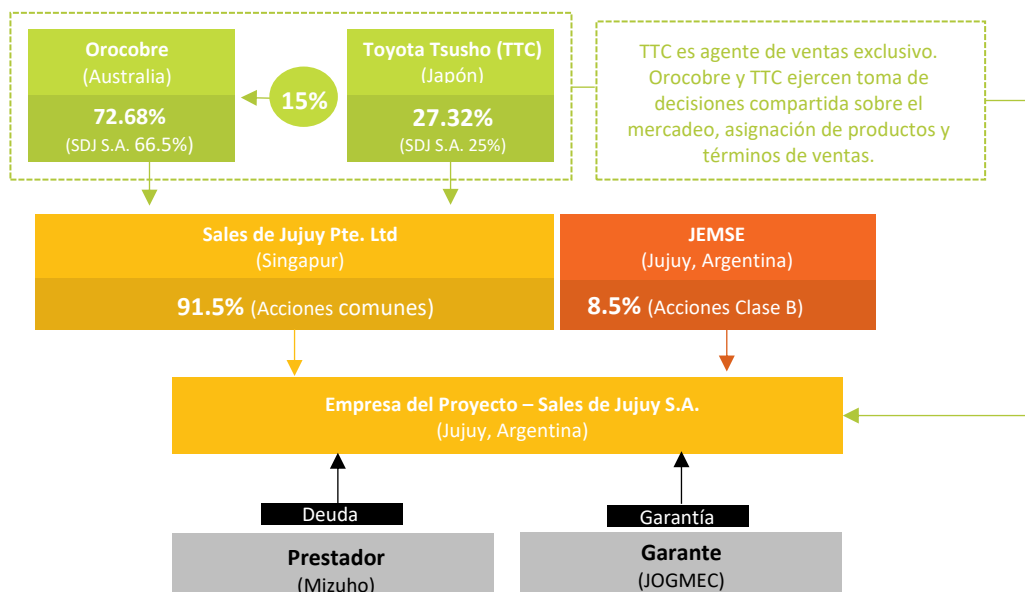 Orocobre
(Australia)
72.68%
(SDJ S.A. 66.5%)
15%
Toyota Tsusho (TTC)
(Japón)
27.32%
(SDJ S.A. 25%)
TTC es agente de ventas exclusivo.
Orocobre y TTC ejercen toma de
decisiones compartida sobre el
mercadeo, asignación de productos y
términos de ventas.
Sales de Jujuy Pte. Ltd
(Singapur)
91.5% (Acciones comunes)
JEMSE
(Jujuy, Argentina)
8.5% (Acciones Clase B)
Empresa del Proyecto – Sales de Jujuy S.A.
(Jujuy, Argentina)
Deuda
Prestador
(Mizuho)
Garantía
Garante
(JOGMEC)